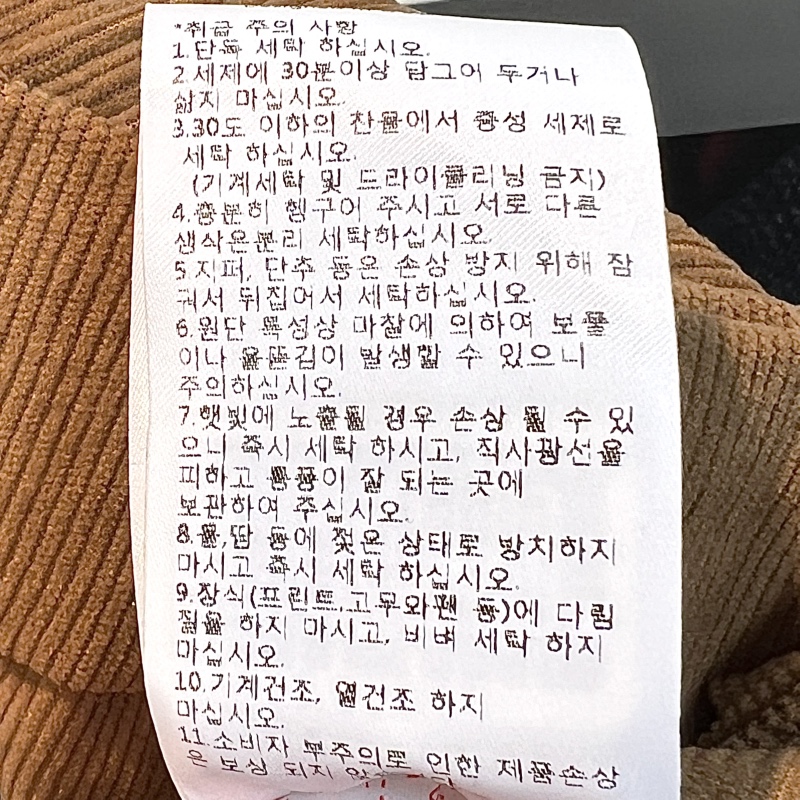 *취급 주의 사항
1.단독 세탁 하십시오.
2.세제에 30분이상 담그어 두거나
삶지 마십시오.
3.30도 이하의 찬물에서 중성 세제로
세탁 하십시오.
(기계세탁 및 드라이클리닝 금지)
4.충분히 헹구어 주시고 서로 다른
색상은분리 세탁하십시오.
5.지퍼, 단추 등은 손상 방지 위해 잠
궈서 뒤집어서 세탁하십시오.
6.원단 특성상 마찰에 의하여 보풀
이나 올뜯김이 발생할 수 있으니
주의하십시오.
7.햇빛에 노출될 경우 손상 될 수 있
으니 즉시 세탁 하시고, 직사광선을
피하고 통풍이 잘 되는 곳에
보관하여 주십시오.
8.물,땀 등에 젖은 상태로 방치하지
마시고 즉시 세탁 하십시오.
9.장식(프린트,고무와펜 등)에 다림
질을 하지 마시고, 비벼 세탁 하지
마십시오.
10.기계건조, 열건조 하지
마십시오.
11.소비자 부주의로 인한 제품손상
은 보상 되지